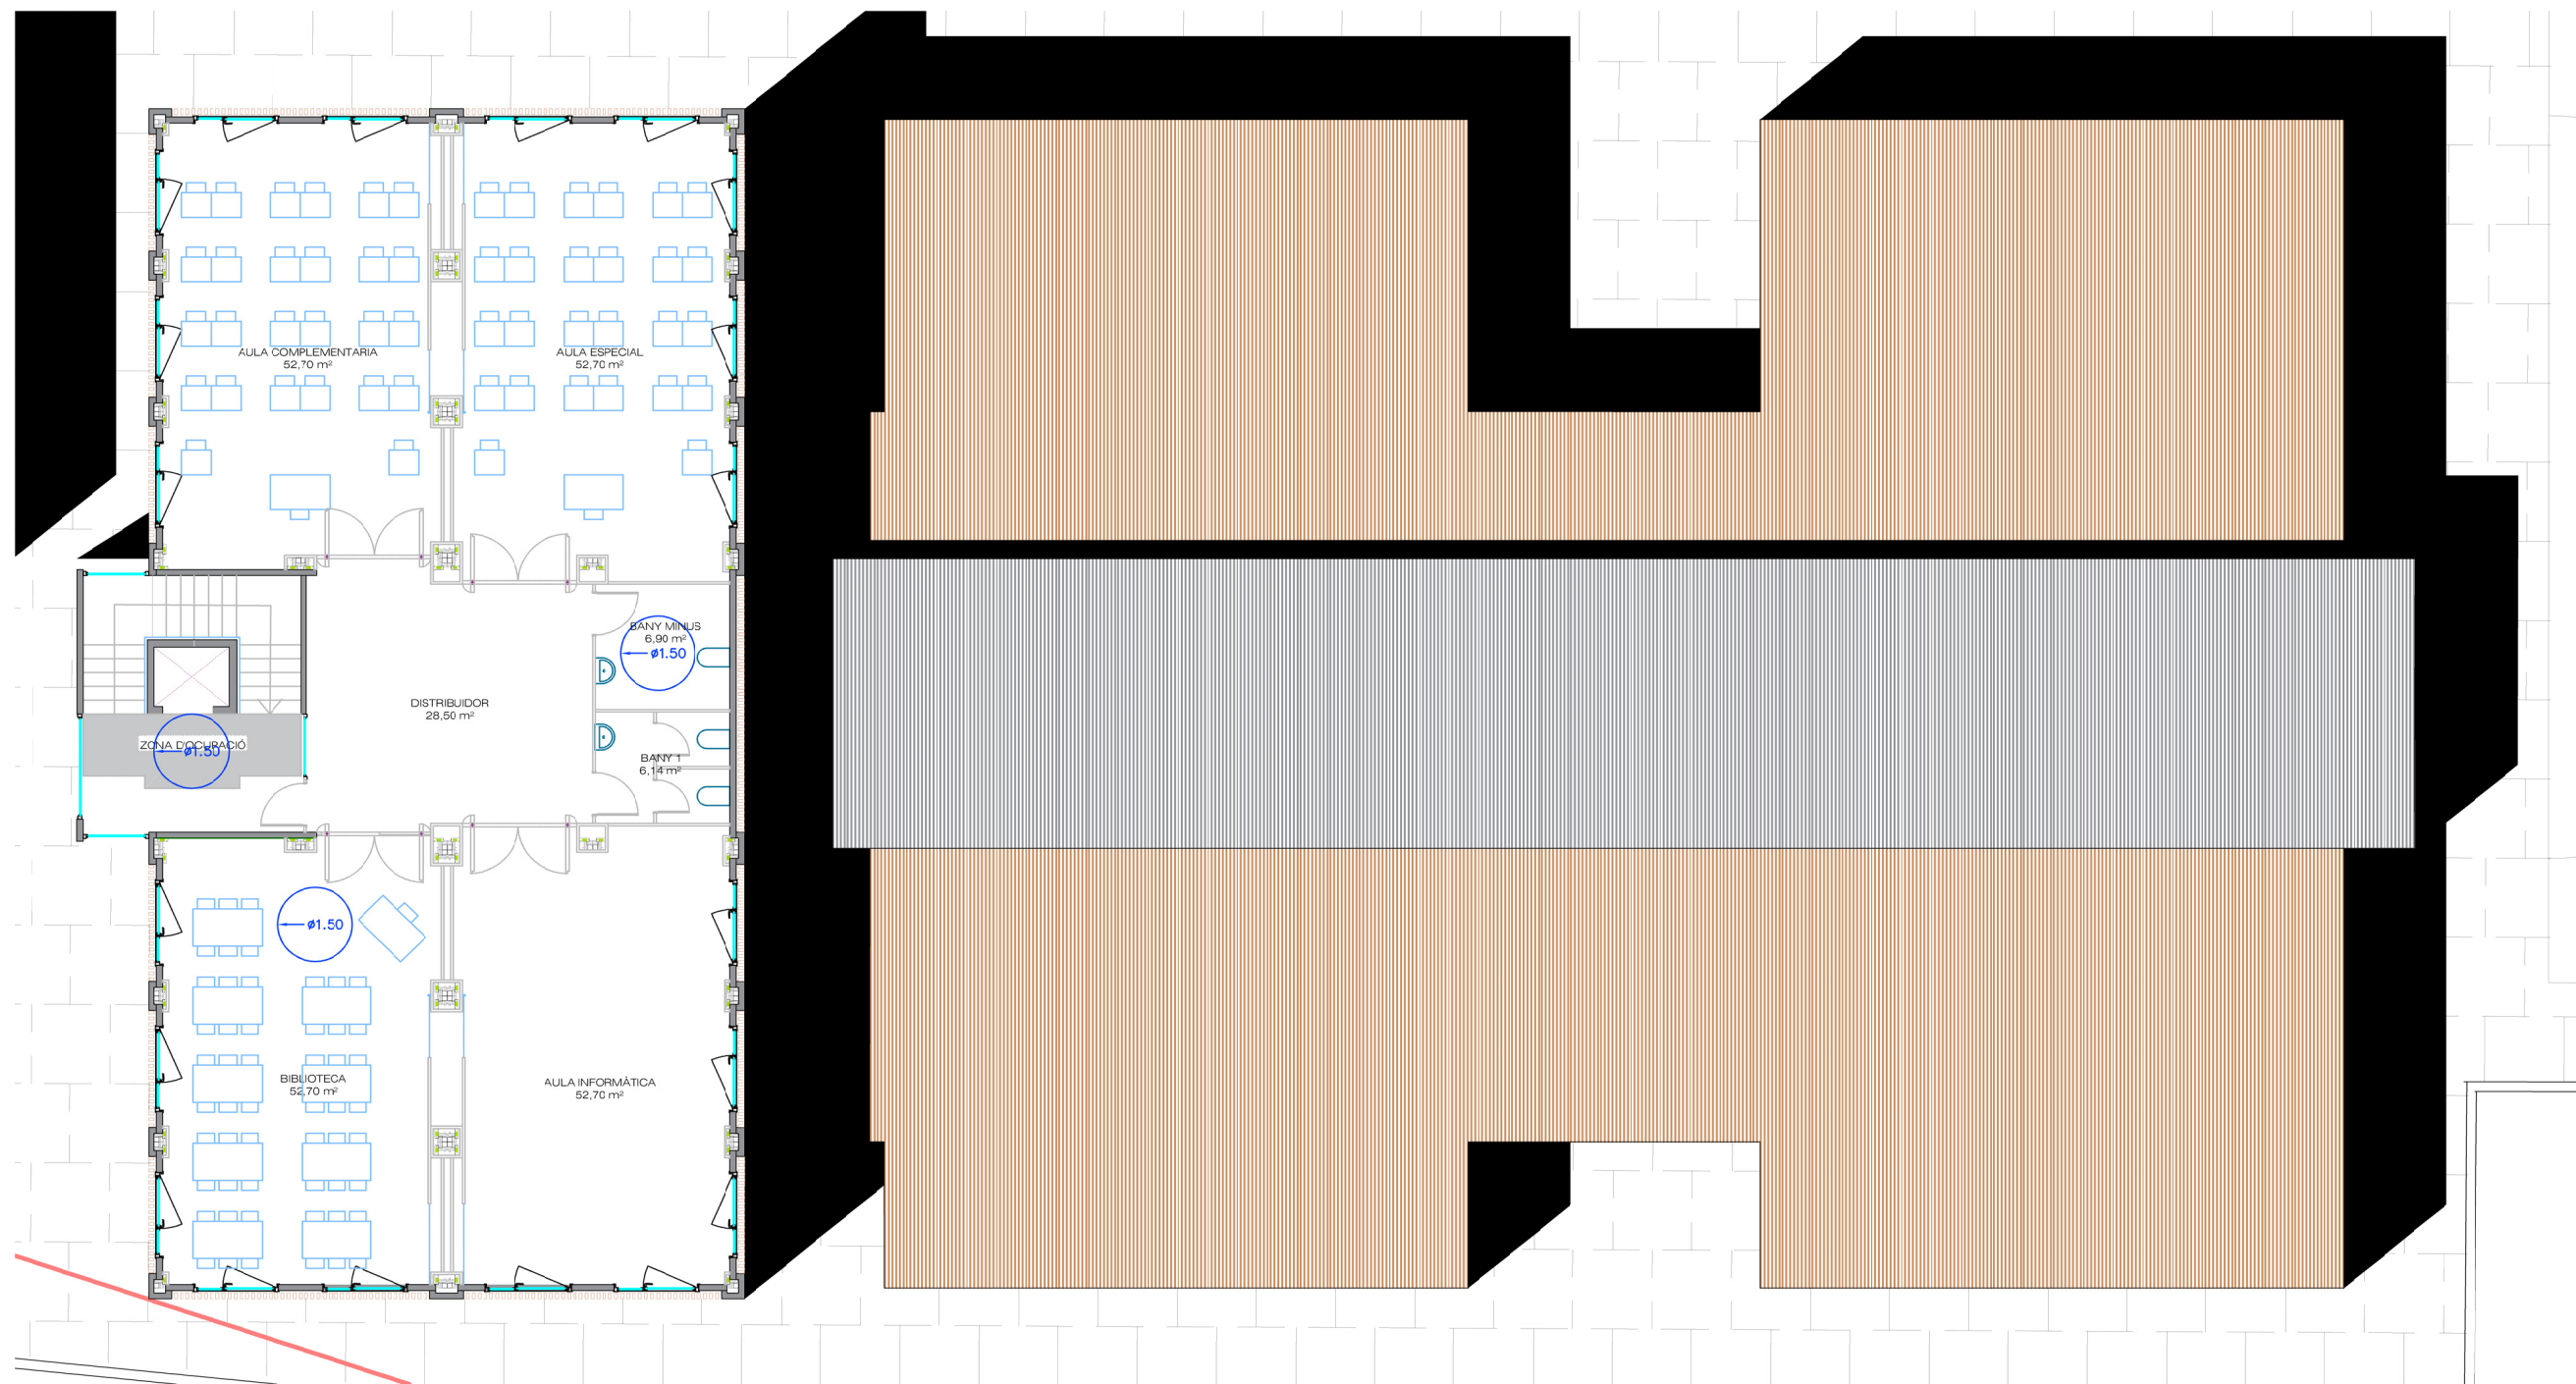 AULA COMPLEMENTARIA
52,70 m²
AULA ESPECIAL
52,70 m²
BANY MINUS
6,90 m²
ø1.50
DISTRIBUIDOR
28,50 m²
ZONA D'OCUPACIÓ
ø1.50
BANY 1
6,14 m²
ø1.50
BIBLIOTECA
52,70 m²
AULA INFORMÀTICA
52,70 m²